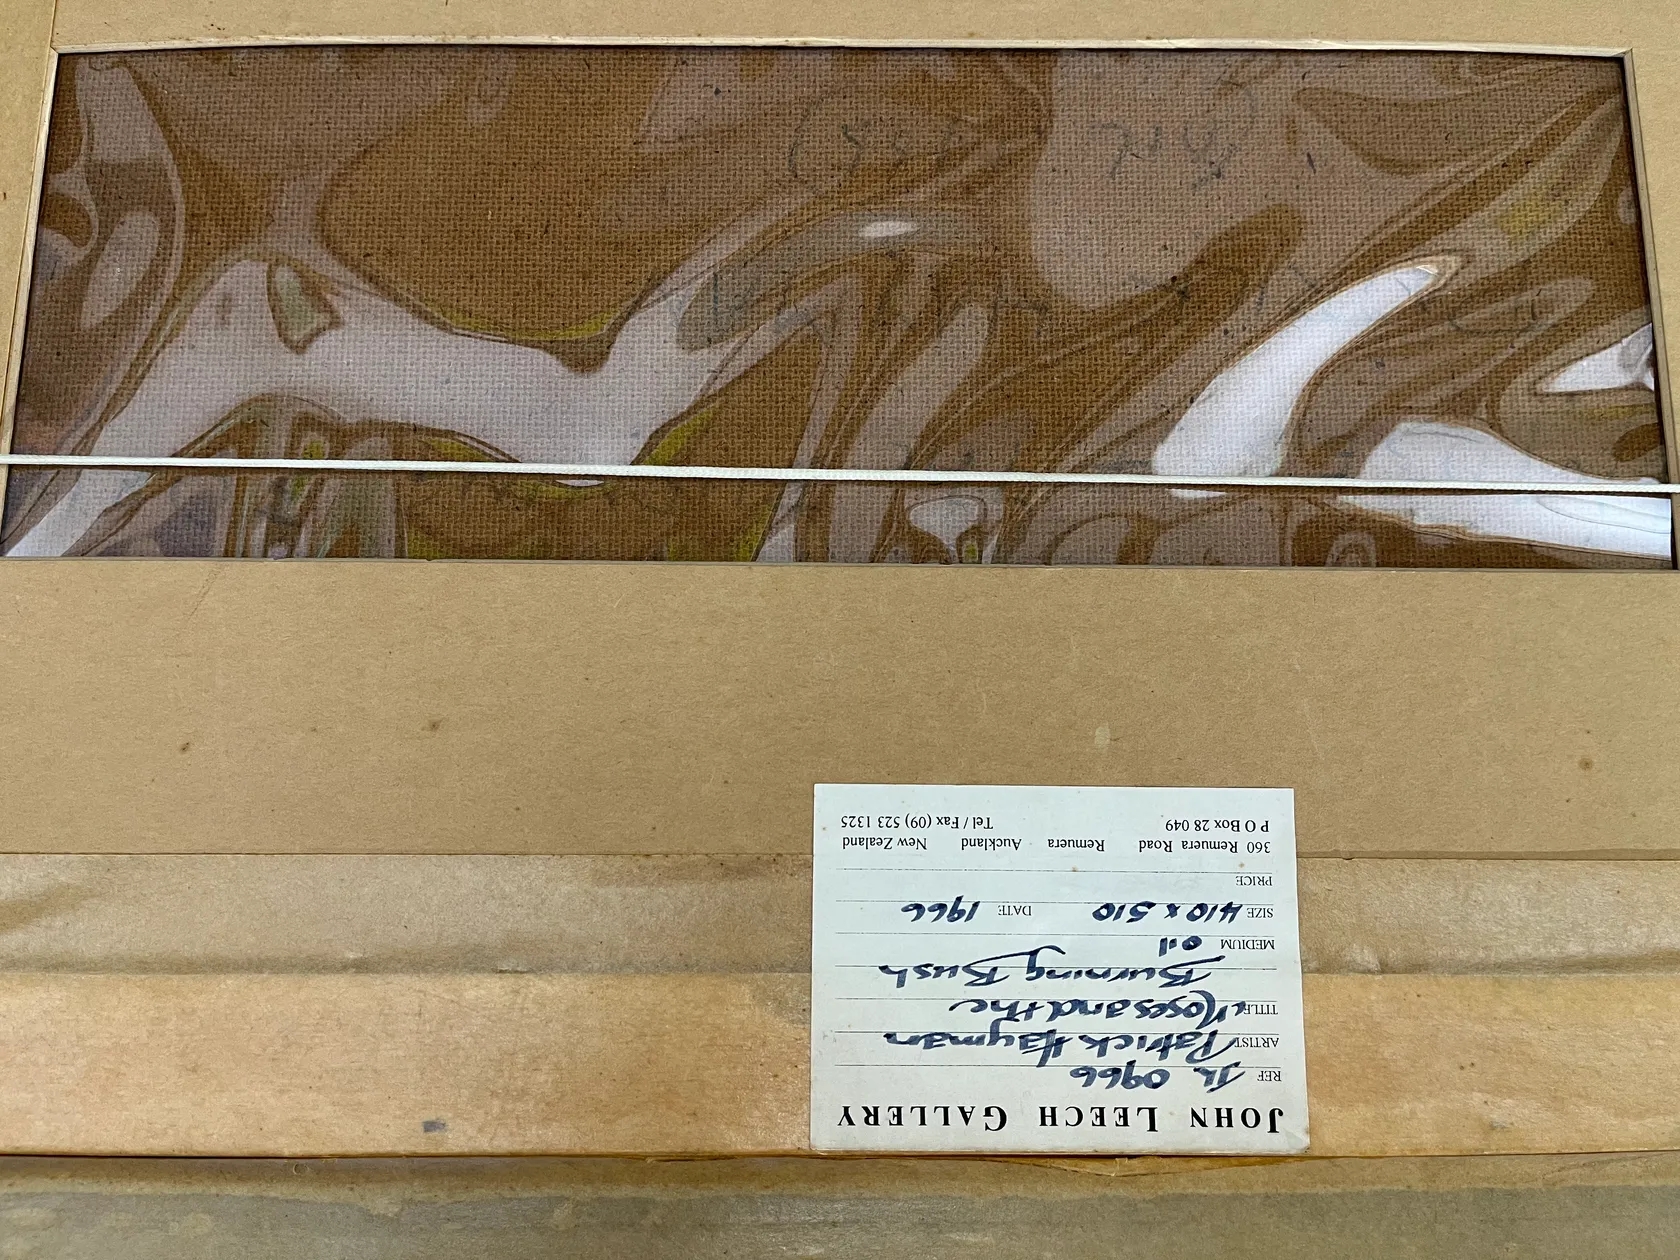 JOHN LEECH GALLERY
REF JL 0966
ARTIST Patrick Hayman
TITLE Moses and the
Burning Bush
MEDIUM oil
SIZE 410 x 510 DATE 1966
PRICE
360 Remuera Road Remuera Auckland New Zealand
P O Box 28 049 Tel / Fax (09) 523 1325